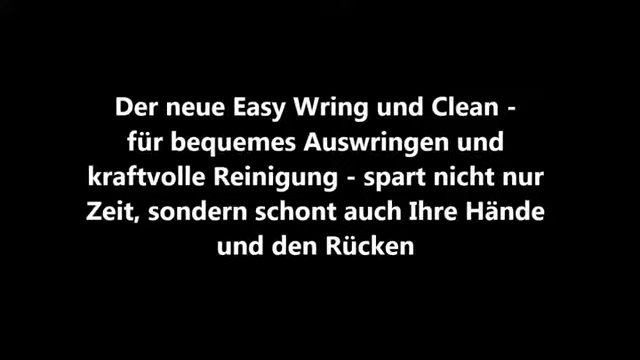 Der neue Easy Wring und Clean -
für bequemes Auswringen und
kraftvolle Reinigung - spart nicht nur
Zeit, sondern schont auch Ihre Hände
und den Rücken